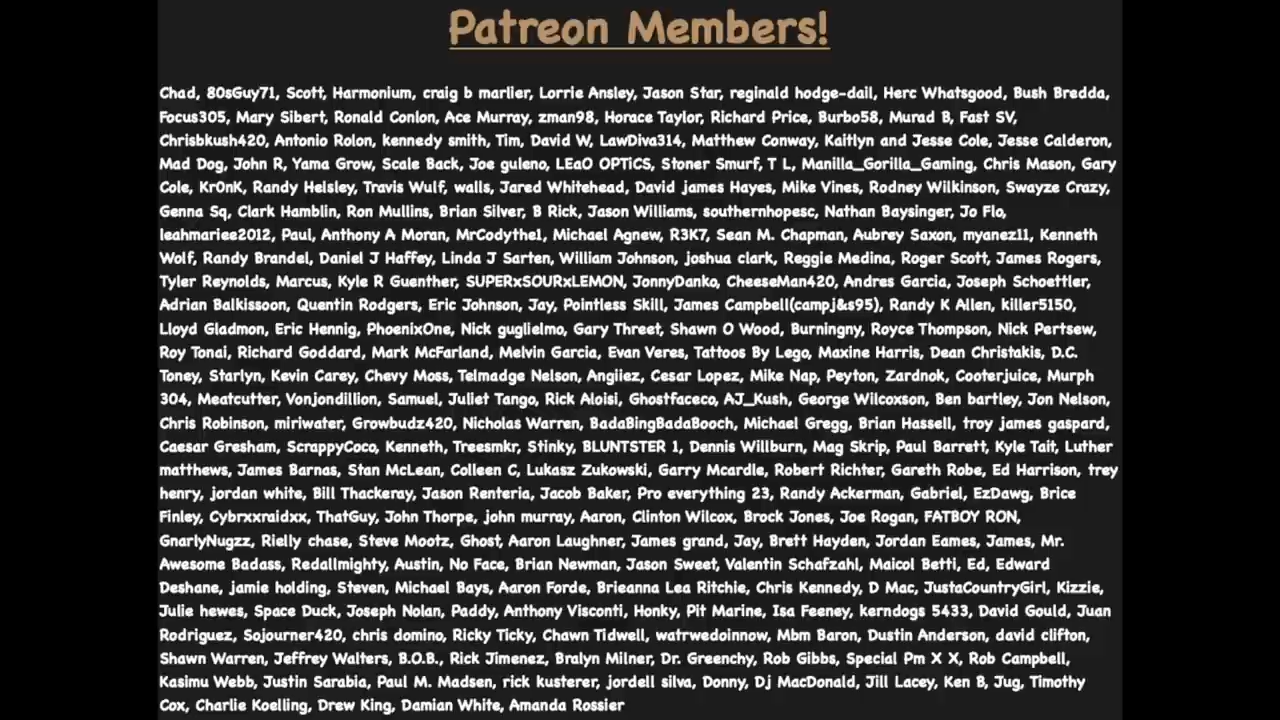 Patreon Members!
Chad, 80sGuy71, Scott, Harmonium, craig b marlier, Lorrie Ansley, Jason Star, reginald hodge-dail, Herc Whatsgood, Bush Bredda,
Focus305, Mary Sibert, Ronald Conlon, Ace Murray, zman98, Horace Taylor, Richard Price, Burbo58, Murad B, Fast SV,
Chrisbkush420, Antonio Rolon, kennedy smith, Tim, David W, LawDiva314, Matthew Conway, Kaitlyn and Jesse Cole, Jesse Calderon,
Mad Dog, John R, Yama Grow, Scale Back, Joe guleno, LEaO OPTiCS, Stoner Smurf, T L, Manilla_Gorilla_Gaming, Chris Mason, Gary
Cole, Kr0nK, Randy Helsley, Travis Wulf, walls, Jared Whitehead, David james Hayes, Mike Vines, Rodney Wilkinson, Swayze Crazy,
Genna Sq, Clark Hamblin, Ron Mullins, Brian Silver, B Rick, Jason Williams, southernhopesc, Nathan Baysinger, Jo Flo,
leahmariee2012, Paul, Anthony A Moran, MrCodythe1, Michael Agnew, R3K7, Sean M. Chapman, Aubrey Saxon, myanez11, Kenneth
Wolf, Randy Brandel, Daniel J Haffey, Linda J Sarten, William Johnson, joshua clark, Reggie Medina, Roger Scott, James Rogers,
Tyler Reynolds, Marcus, Kyle R Guenther, SUPERxSOURxLEMON, JonnyDanko, CheeseMan420, Andres Garcia, Joseph Schoettler,
Adrian Balkissoon, Quentin Rodgers, Eric Johnson, Jay, Pointless Skill, James Campbell(campj&s95), Randy K Allen, killer5150,
Lloyd Gladmon, Eric Hennig, PhoenixOne, Nick guglielmo, Gary Threet, Shawn O Wood, Burningny, Royce Thompson, Nick Pertsew,
Roy Tonai, Richard Goddard, Mark McFarland, Melvin Garcia, Evan Veres, Tattoos By Lego, Maxine Harris, Dean Christakis, D.C.
Toney, Starlyn, Kevin Carey, Chevy Moss, Telmadge Nelson, Angiiez, Cesar Lopez, Mike Nap, Peyton, Zardnok, Cooterjuice, Murph
304, Meatcutter, Vonjondillion, Samuel, Juliet Tango, Rick Aloisi, Ghostfaceco, AJ_Kush, George Wilcoxson, Ben bartley, Jon Nelson,
Chris Robinson, miriwater, Growbudz420, Nicholas Warren, BadaBingBadaBooch, Michael Gregg, Brian Hassell, troy james gaspard,
Caesar Gresham, ScrappyCoco, Kenneth, Treesmkr, Stinky, BLUNTSTER 1, Dennis Willburn, Mag Skrip, Paul Barrett, Kyle Tait, Luther
matthews, James Barnas, Stan McLean, Colleen C, Lukasz Zukowski, Garry Mcardle, Robert Richter, Gareth Robe, Ed Harrison, trey
henry, jordan white, Bill Thackeray, Jason Renteria, Jacob Baker, Pro everything 23, Randy Ackerman, Gabriel, EzDawg, Brice
Finley, Cybrxxraidxx, ThatGuy, John Thorpe, john murray, Aaron, Clinton Wilcox, Brock Jones, Joe Rogan, FATBOY RON,
GnarlyNugzz, Rielly chase, Steve Mootz, Ghost, Aaron Laughner, James grand, Jay, Brett Hayden, Jordan Eames, James, Mr.
Awesome Badass, Redallmighty, Austin, No Face, Brian Newman, Jason Sweet, Valentin Schafzahl, Maicol Betti, Ed, Edward
Deshane, jamie holding, Steven, Michael Bays, Aaron Forde, Brieanna Lea Ritchie, Chris Kennedy, D Mac, JustaCountryGirl, Kizzie,
Julie hewes, Space Duck, Joseph Nolan, Paddy, Anthony Visconti, Honky, Pit Marine, Isa Feeney, kerndogs 5433, David Gould, Juan
Rodriguez, Sojourner420, chris domino, Ricky Ticky, Chawn Tidwell, watrwedoinnow, Mbm Baron, Dustin Anderson, david clifton,
Shawn Warren, Jeffrey Walters, B.O.B., Rick Jimenez, Bralyn Milner, Dr. Greenchy, Rob Gibbs, Special Pm X X, Rob Campbell,
Kasimu Webb, Justin Sarabia, Paul M. Madsen, rick kusterer, jordell silva, Donny, Dj MacDonald, Jill Lacey, Ken B, Jug, Timothy
Cox, Charlie Koelling, Drew King, Damian White, Amanda Rossier